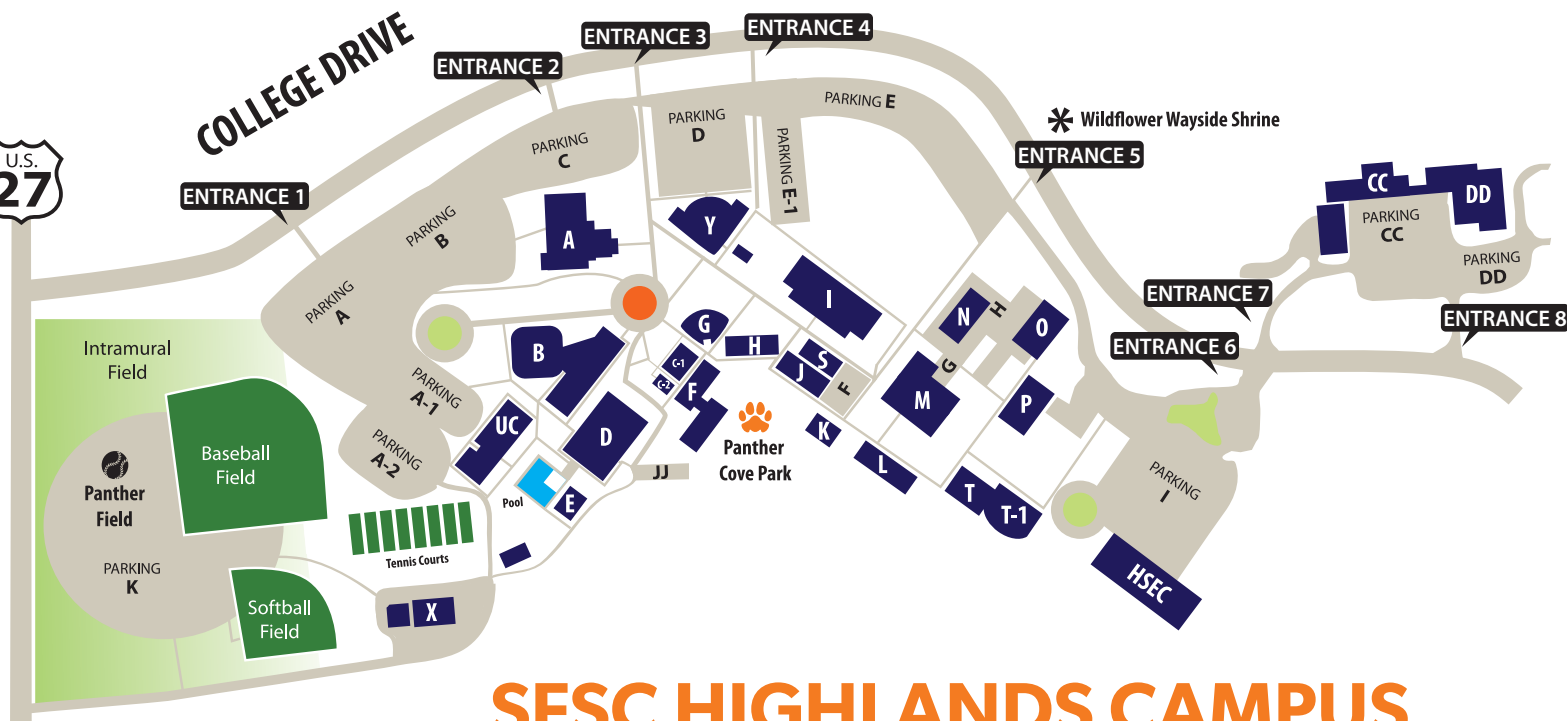 COLLEGE DRIVE
ENTRANCE 1
ENTRANCE 2
ENTRANCE 3
ENTRANCE 4
ENTRANCE 5
ENTRANCE 6
ENTRANCE 7
ENTRANCE 8
U.S.
27
Wildflower Wayside Shrine
PARKING
A
PARKING
B
PARKING
C
PARKING
D
PARKING E
PARKING E-1
PARKING
A-1
PARKING
A-2
PARKING
CC
PARKING
DD
PARKING
I
PARKING
K
CC
DD
A
Y
I
N
H
O
G
H
G
B
C-1
C-2
F
S
J
F
M
P
UC
D
K
L
T
T-1
E
JJ
X
HSEC
Intramural
Field
Baseball
Field
Panther
Field
Softball
Field
Tennis Courts
Pool
Panther
Cove Park
SFSC HIGHLANDS CAMPUS